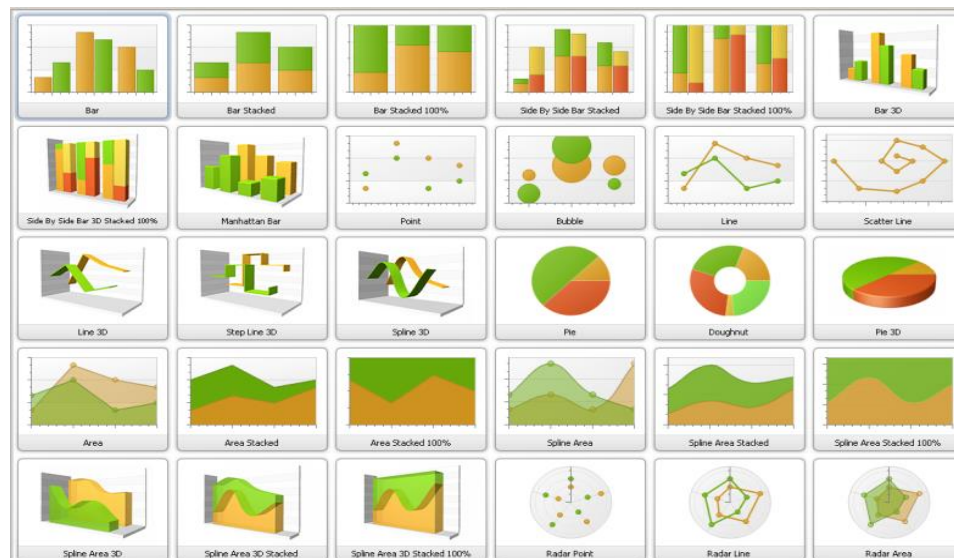 Bar
Bar Stacked
Bar Stacked 100%
Side By Side Bar Stacked
Side By Side Bar Stacked 100%
Bar 3D
Side By Side Bar 3D Stacked 100%
Manhattan Bar
Point
Bubble
Line
Scatter Line
Line 3D
Step Line 3D
Spline 3D
Pie
Doughnut
Pie 3D
Area
Area Stacked
Area Stacked 100%
Spline Area
Spline Area Stacked
Spline Area Stacked 100%
Spline Area 3D
Spline Area 3D Stacked
Spline Area 3D Stacked 100%
Radar Point
Radar Line
Radar Area